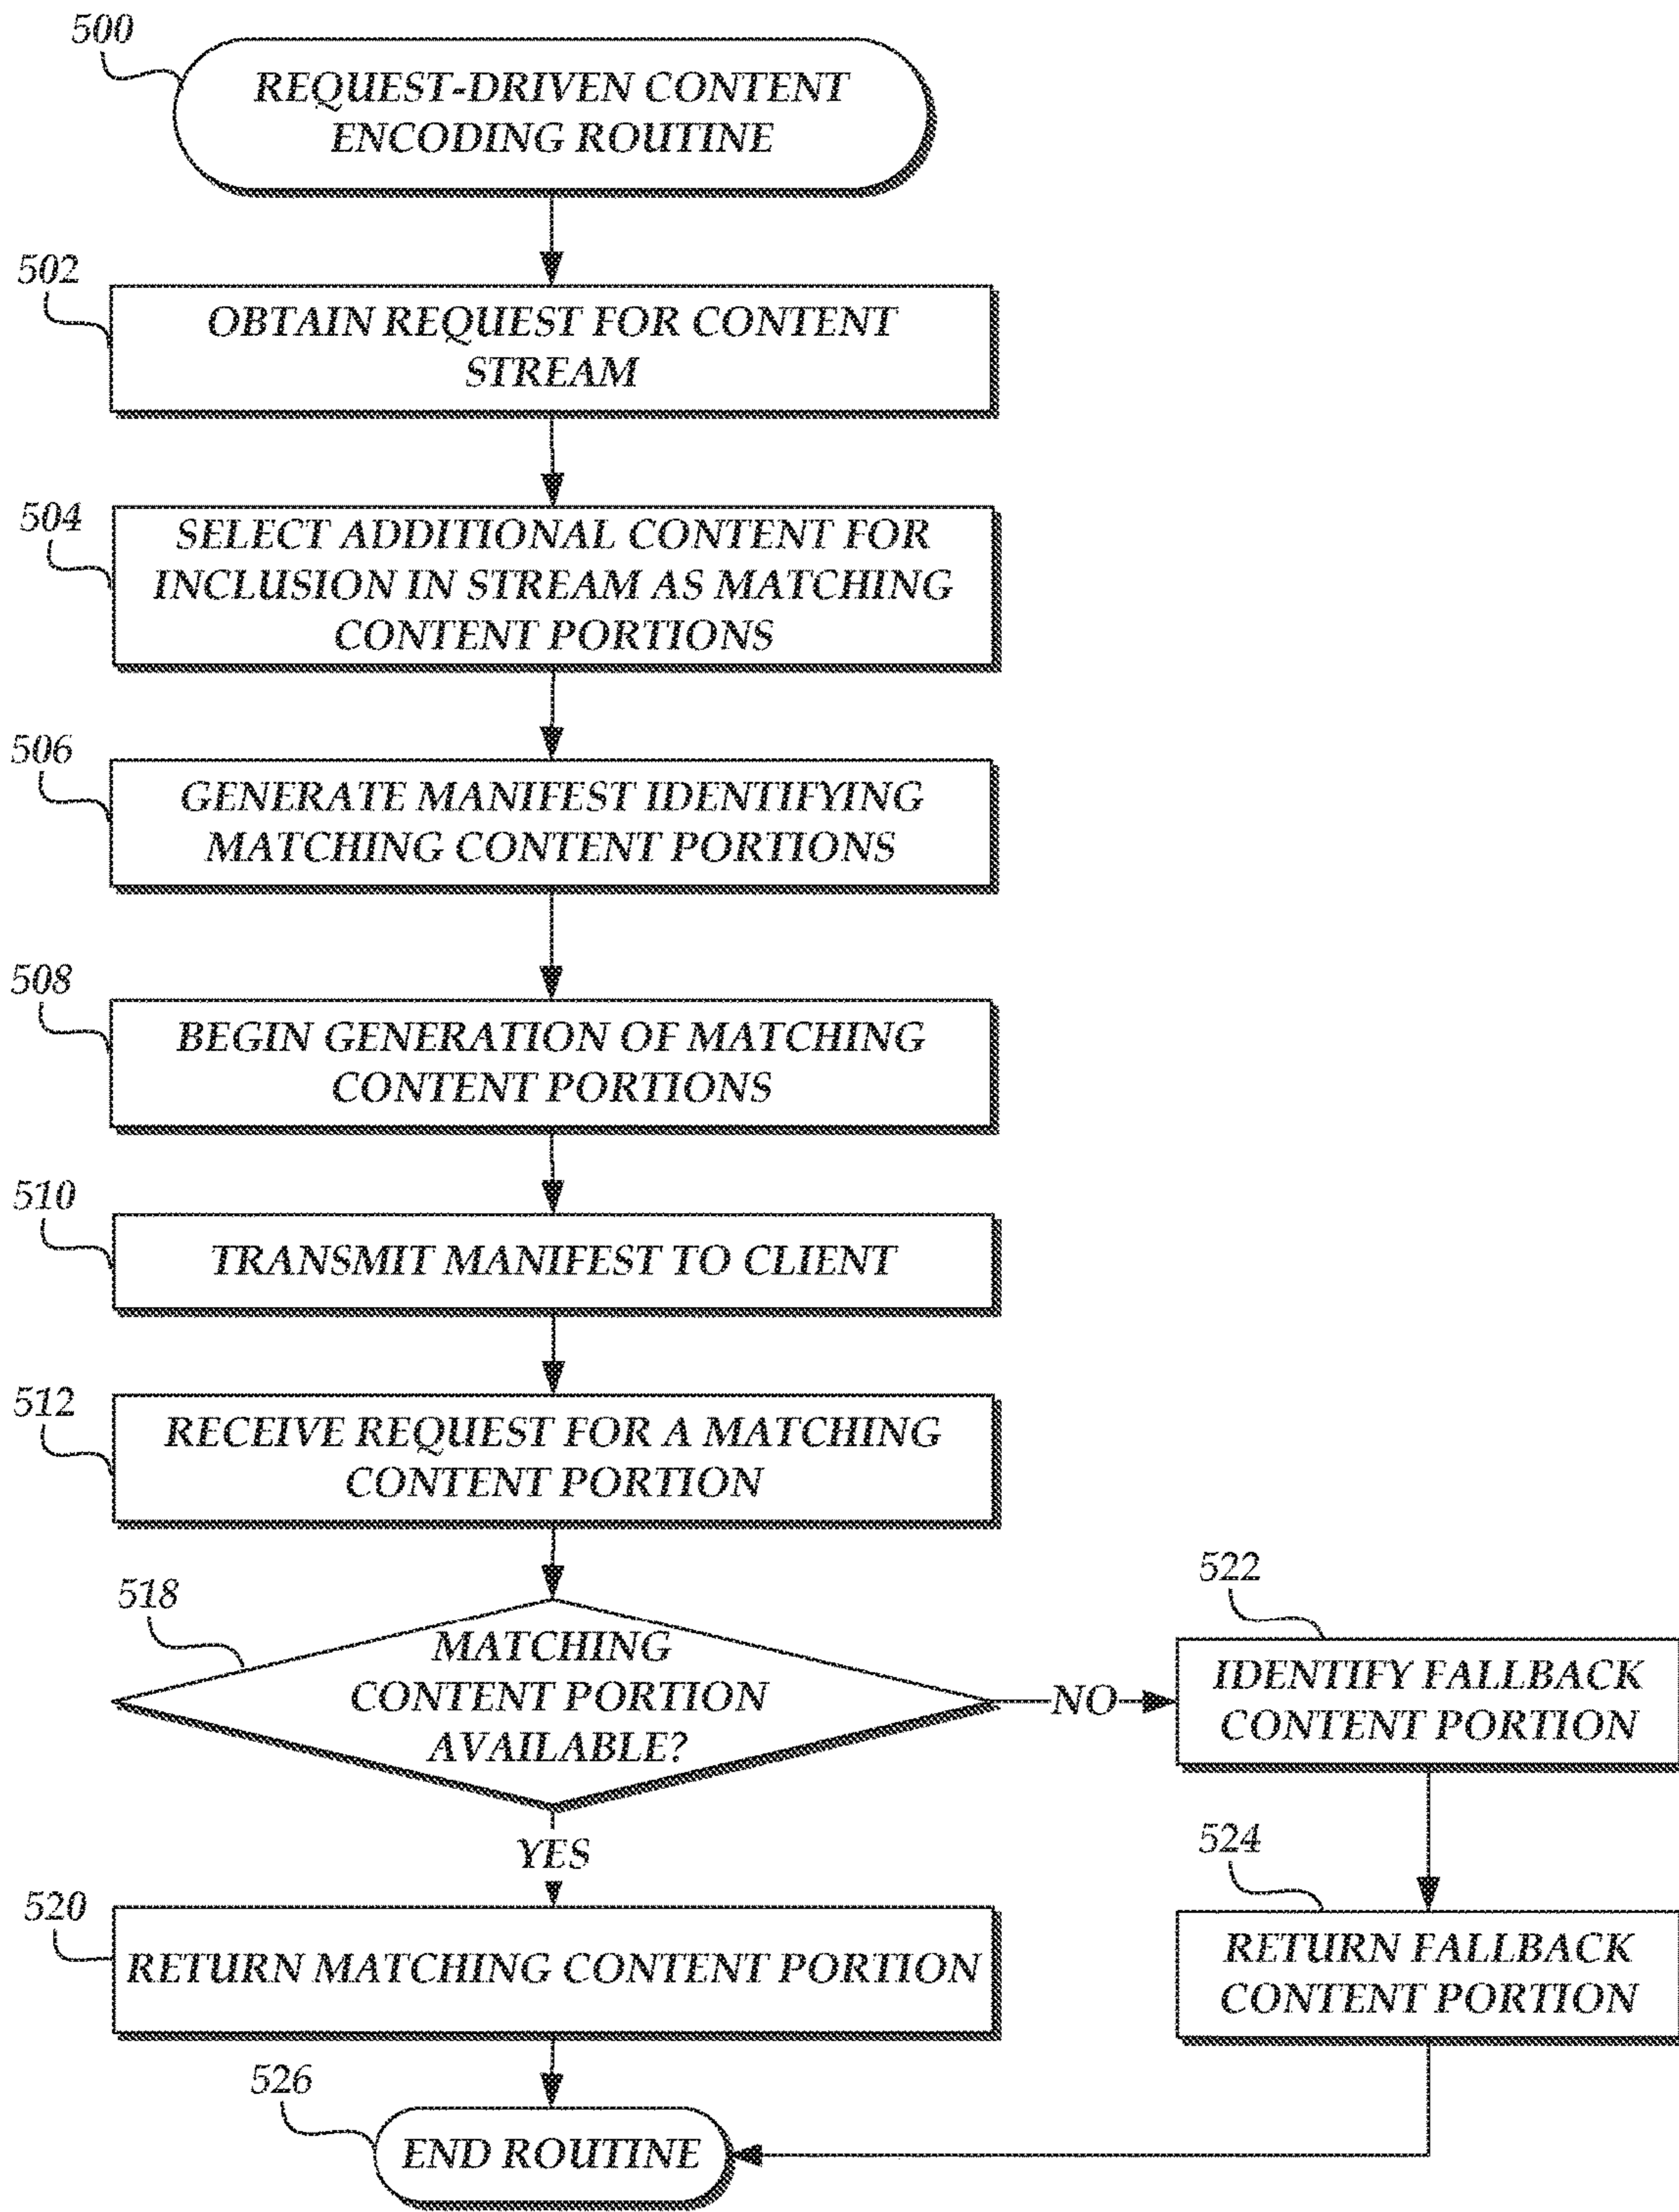 500
REQUEST-DRIVEN CONTENT
ENCODING ROUTINE
502
OBTAIN REQUEST FOR CONTENT
STREAM
504
SELECT ADDITIONAL CONTENT FOR
INCLUSION IN STREAM AS MATCHING
CONTENT PORTIONS
506
GENERATE MANIFEST IDENTIFYING
MATCHING CONTENT PORTIONS
508
BEGIN GENERATION OF MATCHING
CONTENT PORTIONS
510
TRANSMIT MANIFEST TO CLIENT
512
RECEIVE REQUEST FOR A MATCHING
CONTENT PORTION
518
MATCHING
CONTENT PORTION
AVAILABLE?
NO
522
IDENTIFY FALLBACK
CONTENT PORTION
YES
524
RETURN FALLBACK
CONTENT PORTION
520
RETURN MATCHING CONTENT PORTION
526
END ROUTINE